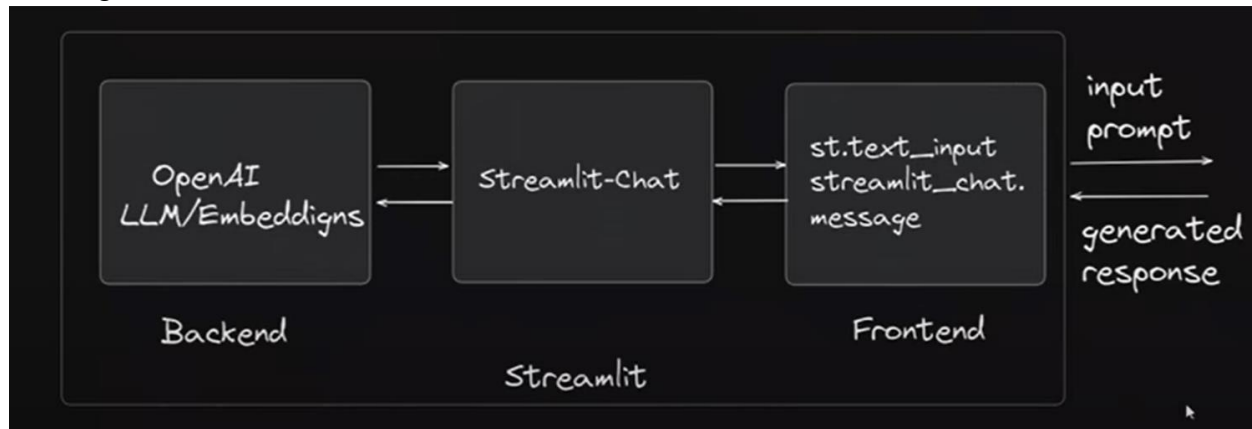 OpenAI
LLM/Embeddigns
Streamlit-Chat
st.text_input
streamlit_chat.
message
input
prompt
generated
response
Backend
Frontend
Streamlit